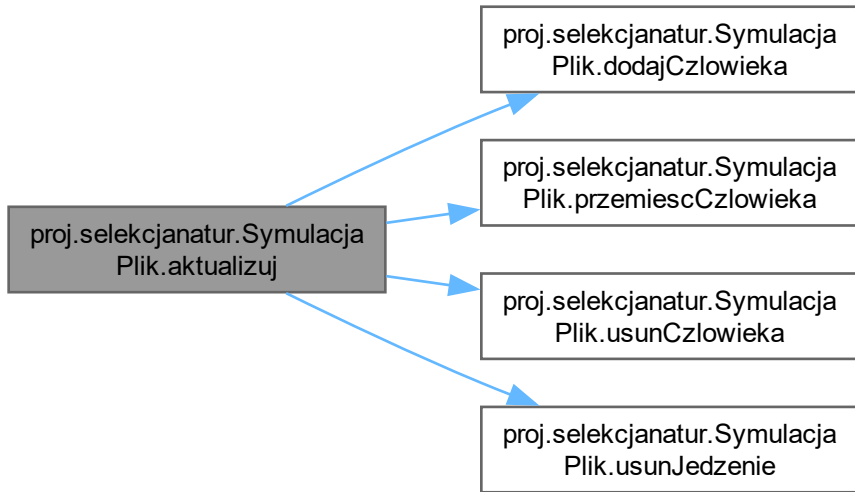 proj.selekcjanatur.Symulacja
Plik.aktualizuj
proj.selekcjanatur.Symulacja
Plik.dodajCzlowieka
proj.selekcjanatur.Symulacja
Plik.przemiescCzlowieka
proj.selekcjanatur.Symulacja
Plik.usunCzlowieka
proj.selekcjanatur.Symulacja
Plik.usunJedzenie